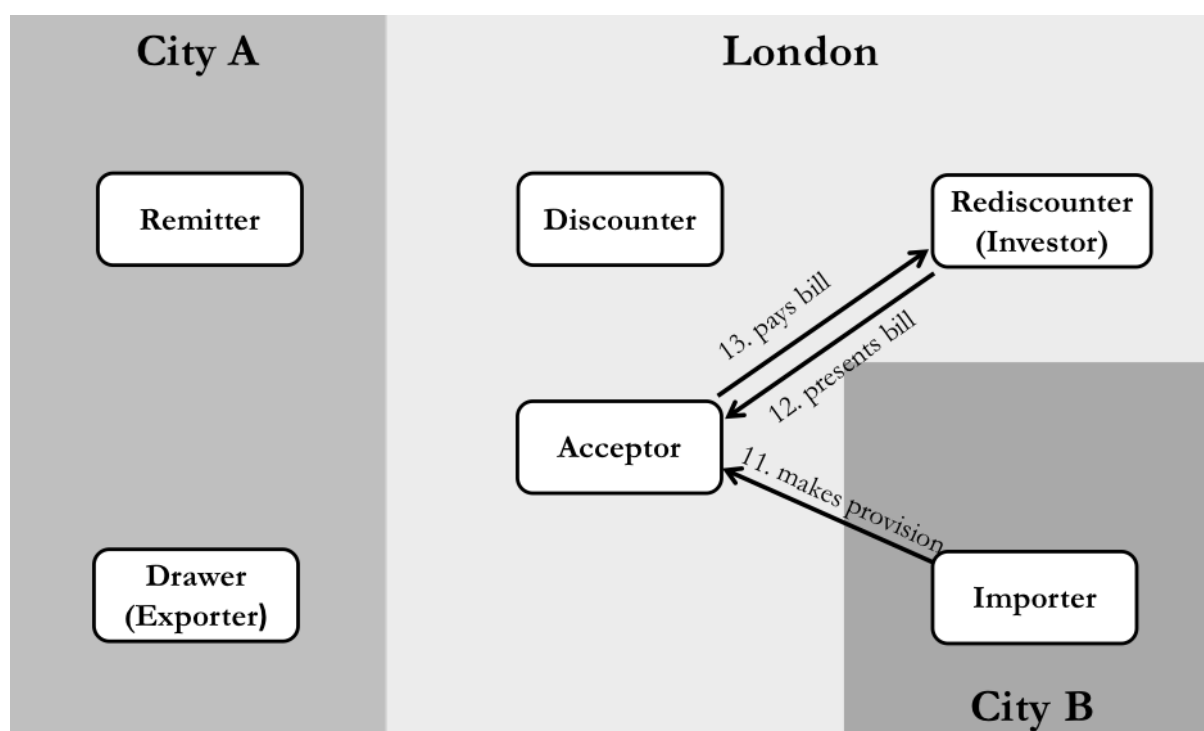 City A
London
Remitter
Discounter
Rediscounter
(Investor)
13. pays bill
12. presents bill
Acceptor
11. makes provision
Drawer
(Exporter)
Importer
City B